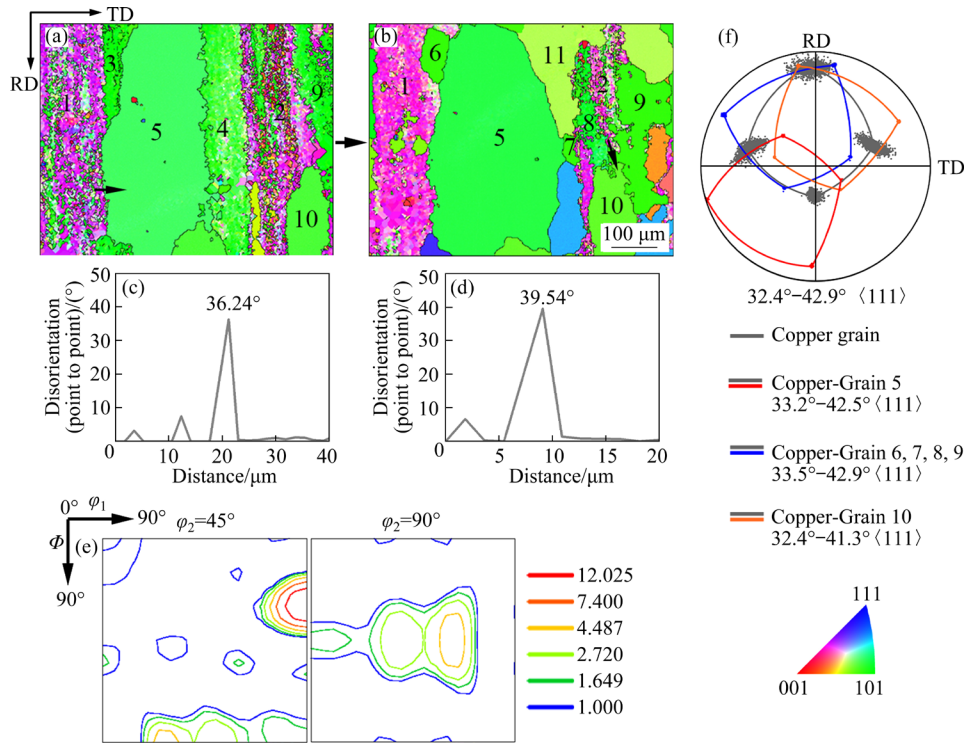 TD
RD
(a)
3
1
5
4
2
9
10
(b)
6
1
11
2
5
8
7
9
10
100 μm
(f)
RD
TD
32.4°−42.9° 〈111〉
50
40
30
20
10
0
10
20
30
40
(c)
36.24°
Disorientation
(point to point)/(°)
Distance/μm
50
40
30
20
10
0
5
10
15
20
(d)
39.54°
Disorientation
(point to point)/(°)
Distance/μm
Copper grain
Copper-Grain 5
33.2°−42.5°〈111〉
Copper-Grain 6, 7, 8, 9
33.5°−42.9°〈111〉
Copper-Grain 10
32.4°−41.3°〈111〉
0° φ₁
90° φ₂=45°
φ₂=90°
Φ
90°
(e)
12.025
7.400
4.487
2.720
1.649
1.000
111
001
101